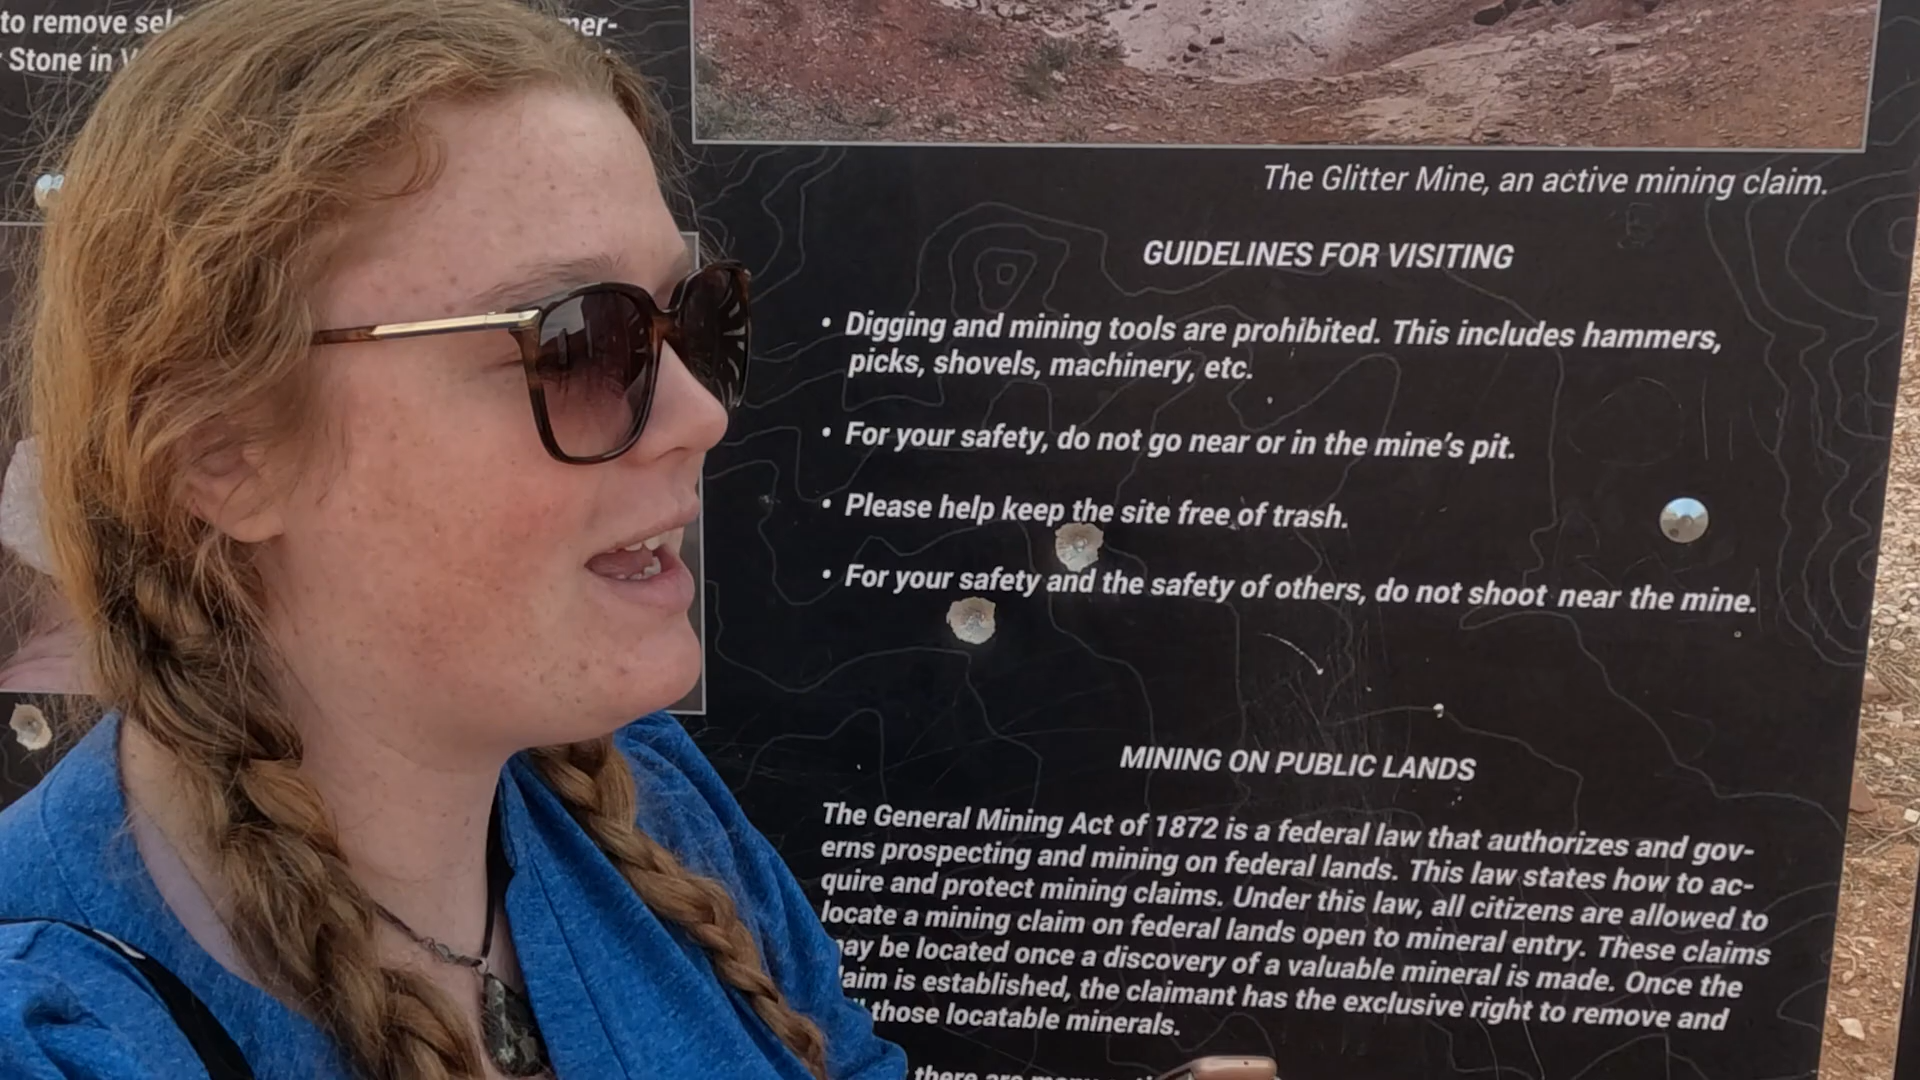 to remove
Stone in
The Glitter Mine, an active mining claim.
GUIDELINES FOR VISITING
• Digging and mining tools are prohibited. This includes hammers,
picks, shovels, machinery, etc.
• For your safety, do not go near or in the mine's pit.
• Please help keep the site free of trash.
• For your safety and the safety of others, do not shoot near the mine.
MINING ON PUBLIC LANDS
The General Mining Act of 1872 is a federal law that authorizes and gov-
erns prospecting and mining on federal lands. This law states how to ac-
quire and protect mining claims. Under this law, all citizens are allowed to
locate a mining claim on federal lands open to mineral entry. These claims
may be located once a discovery of a valuable mineral is made. Once the
claim is established, the claimant has the exclusive right to remove and
those locatable minerals.
there are many